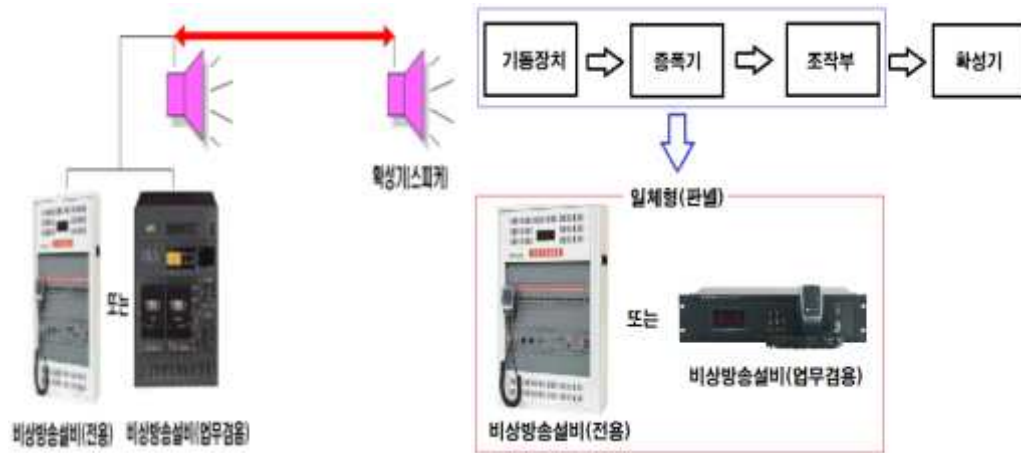 기동장치
증폭기
조작부
확성기
확성기(스피커)
일체형(판넬)
또는
또는
비상방송설비(업무겸용)
비상방송설비(전용)
비상방송설비(업무겸용)
비상방송설비(전용)